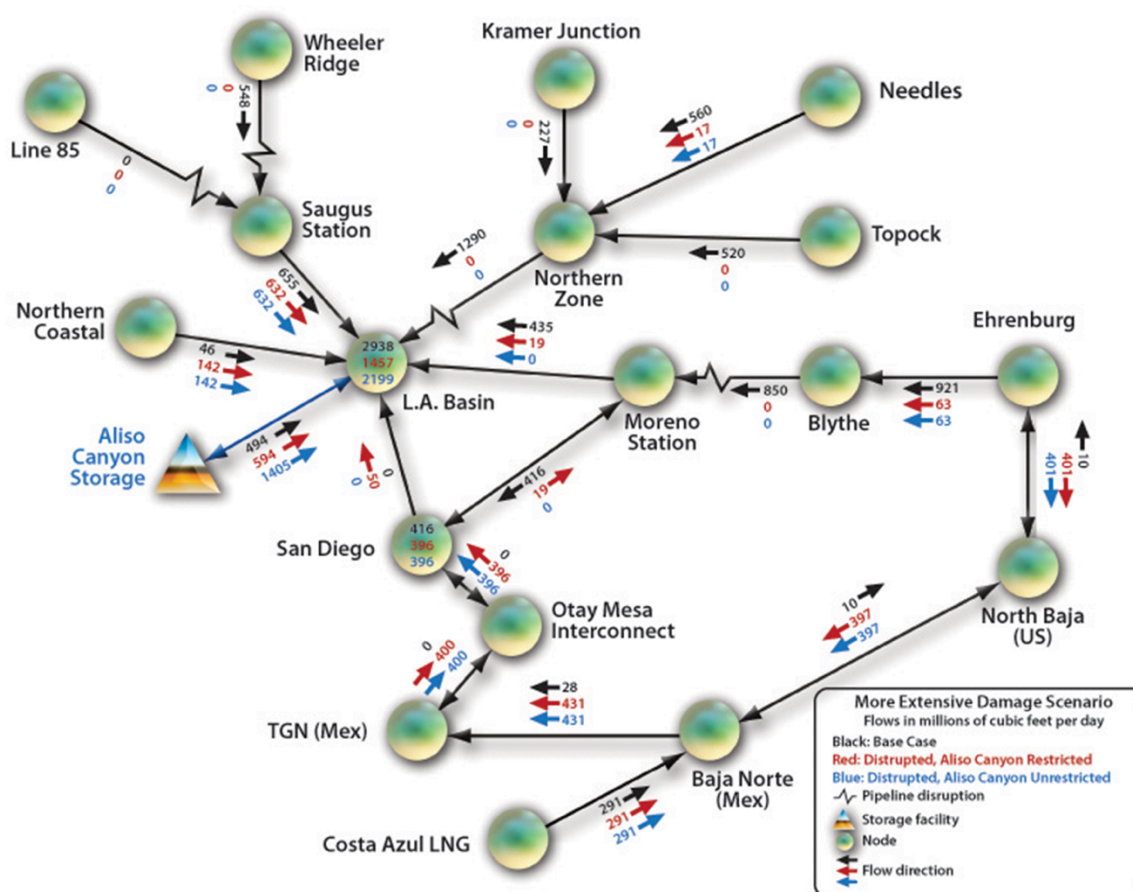 Wheeler
Ridge
548
0
0
Line 85
0
0
0
Kramer Junction
227
0
0
Needles
560
17
17
Saugus
Station
655
632
632
Northern
Zone
1290
0
0
Topock
520
0
0
Northern
Coastal
46
142
142
2938
1457
2199
L.A. Basin
435
19
0
Moreno
Station
850
0
0
Blythe
Ehrenburg
921
63
63
Aliso
Canyon
Storage
494
594
1405
0
50
0
416
19
0
10
401
401
San Diego
416
396
396
0
396
396
Otay Mesa
Interconnect
10
397
397
North Baja
(US)
0
400
400
TGN (Mex)
28
431
431
Baja Norte
(Mex)
Costa Azul LNG
291
291
291
More Extensive Damage Scenario
Flows in millions of cubic feet per day
Black: Base Case
Red: Distrupted, Aliso Canyon Restricted
Blue: Distrupted, Aliso Canyon Unrestricted
Pipeline disruption
Storage facility
Node
Flow direction